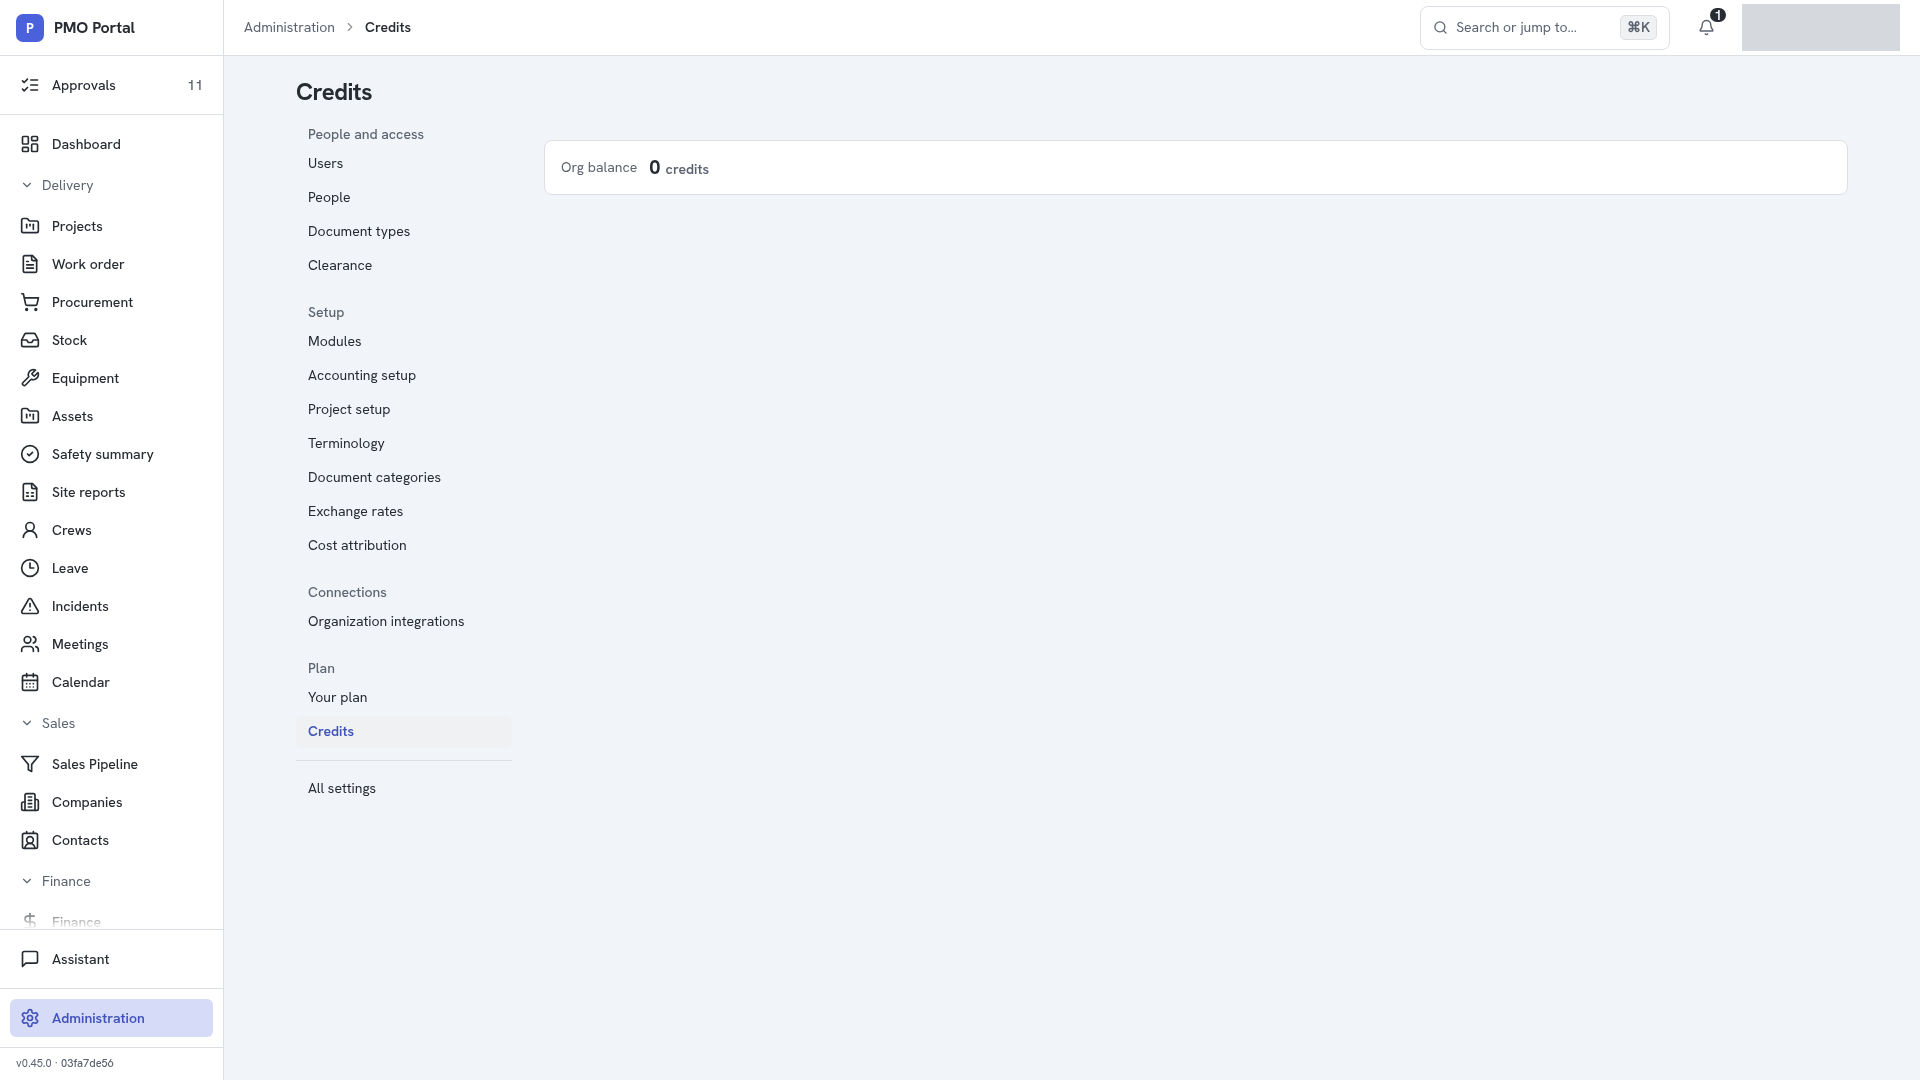 P PMO Portal
Administration > Credits
Search or jump to...
⌘K
1
Approvals 11
Dashboard
Delivery
Projects
Work order
Procurement
Stock
Equipment
Assets
Safety summary
Site reports
Crews
Leave
Incidents
Meetings
Calendar
Sales
Sales Pipeline
Companies
Contacts
Finance
Finance
Assistant
Administration
v0.45.0 · 03fa7de56
Credits
People and access
Users
People
Document types
Clearance
Setup
Modules
Accounting setup
Project setup
Terminology
Document categories
Exchange rates
Cost attribution
Connections
Organization integrations
Plan
Your plan
Credits
All settings
Org balance 0 credits